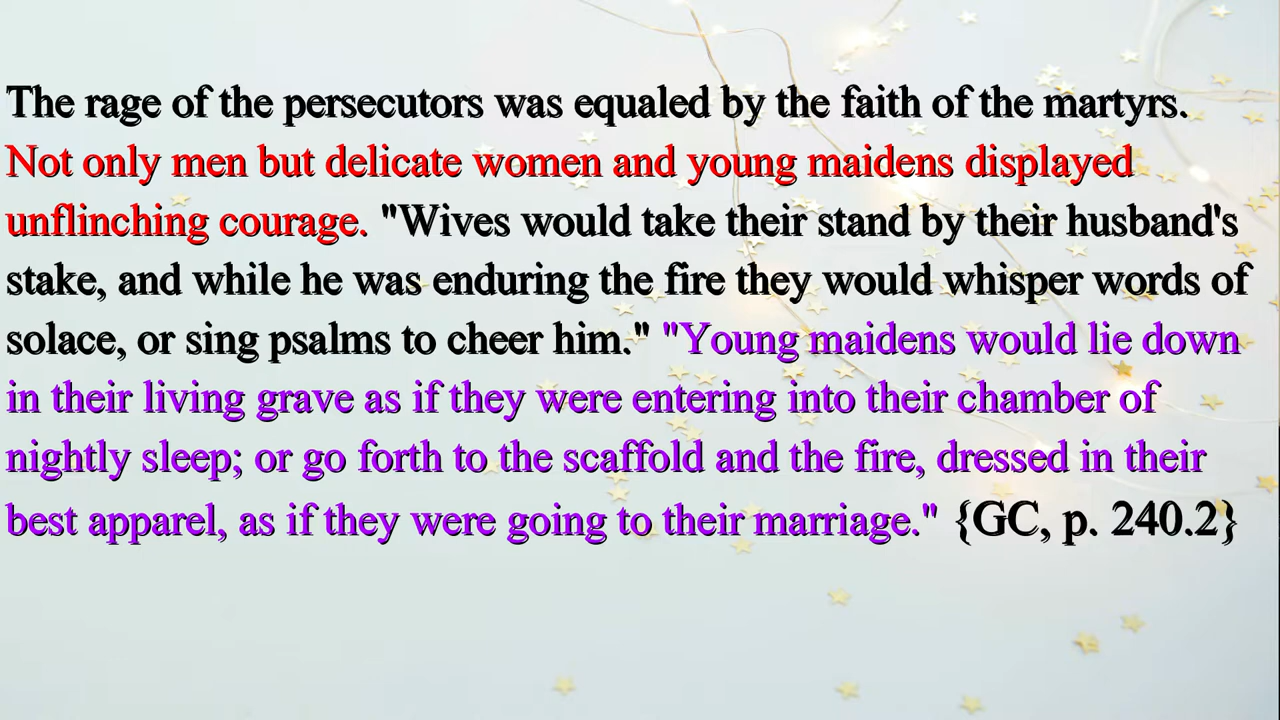 The rage of the persecutors was equaled by the faith of the martyrs.
Not only men but delicate women and young maidens displayed
unflinching courage. "Wives would take their stand by their husband's
stake, and while he was enduring the fire they would whisper words of
solace, or sing psalms to cheer him." "Young maidens would lie down
in their living grave as if they were entering into their chamber of
nightly sleep; or go forth to the scaffold and the fire, dressed in their
best apparel, as if they were going to their marriage." {GC, p. 240.2}